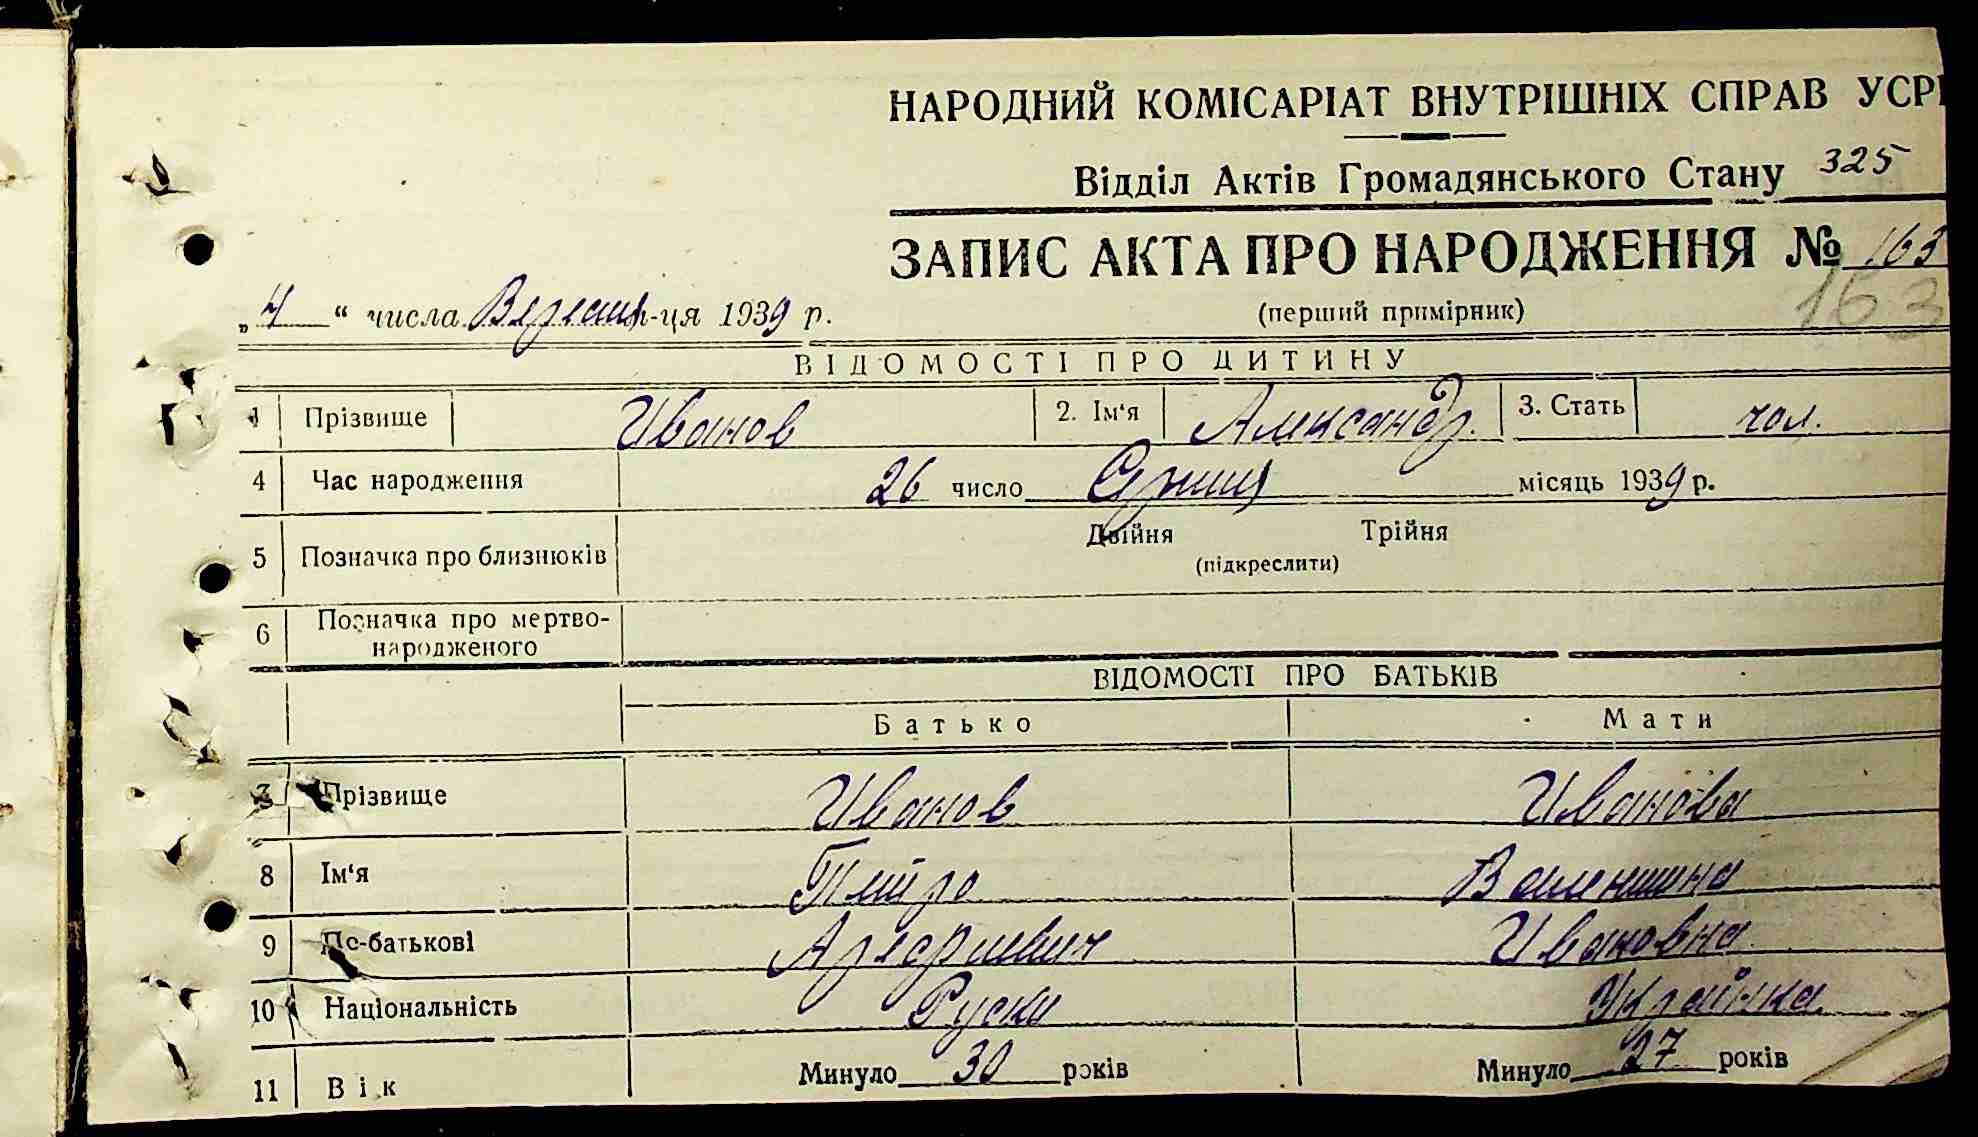 НАРОДНИЙ КОМІСАРІАТ ВНУТРІШНІХ СПРАВ УСР
Відділ Актів Громадянського Стану 325
ЗАПИС АКТА ПРО НАРОДЖЕННЯ № 163
163
„4“ числа Вересня-ця 1939 р. (перший примірник)
ВІДОМОСТІ ПРО ДИТИНУ
1 Прізвище Иванов 2. Ім‘я Александр. 3. Стать чол.
4 Час народження 26 число Серпня місяць 1939 р.
5 Позначка про близнюків Двійня Трійня
(підкреслити)
6 Позначка про мертво-
народженого
ВІДОМОСТІ ПРО БАТЬКІВ
Батько Мати
Прізвище Иванов Иванова
8 Ім‘я Пйтро Валентина
9 По-батькові Ивановна
10 Національність Руски Українка
11 Вік Минуло 30 років Минуло 27 років